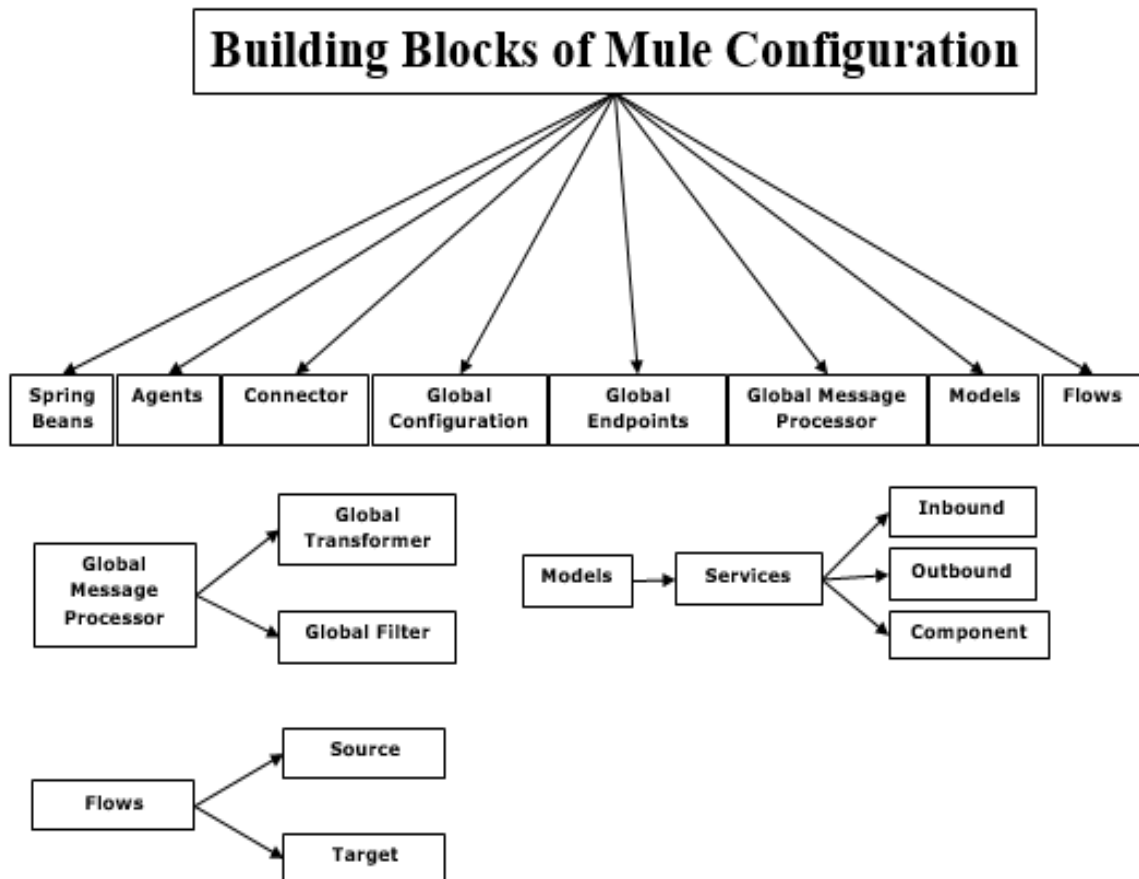 Building Blocks of Mule Configuration
Spring
Beans
Agents
Connector
Global
Configuration
Global
Endpoints
Global Message
Processor
Models
Flows
Global
Message
Processor
Global
Transformer
Global Filter
Models
Services
Inbound
Outbound
Component
Flows
Source
Target